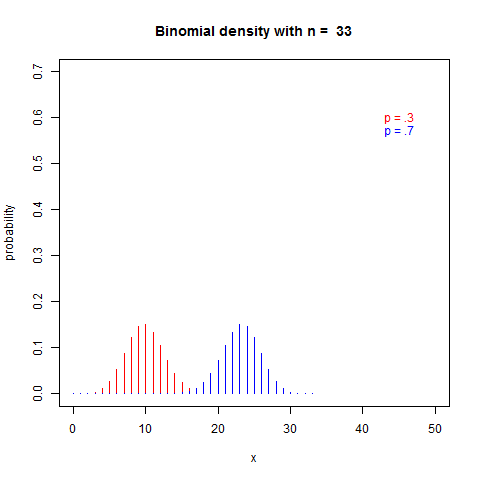 Binomial density with n =  33
0.7
0.6
0.5
0.4
0.3
0.2
0.1
0.0
probability
p = .3
p = .7
0 10 20 30 40 50
x